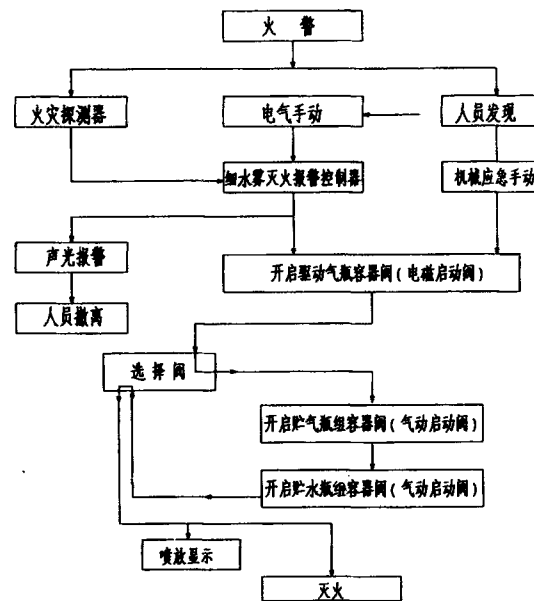 火 警
火灾探测器
电气手动
人员发现
细水雾灭火报警控制器
机械应急手动
声光报警
开启驱动气瓶容器阀(电磁启动阀)
人员撤离
选择阀
开启贮气瓶组容器阀(气动启动阀)
开启贮水瓶组容器阀(气动启动阀)
喷放显示
灭火